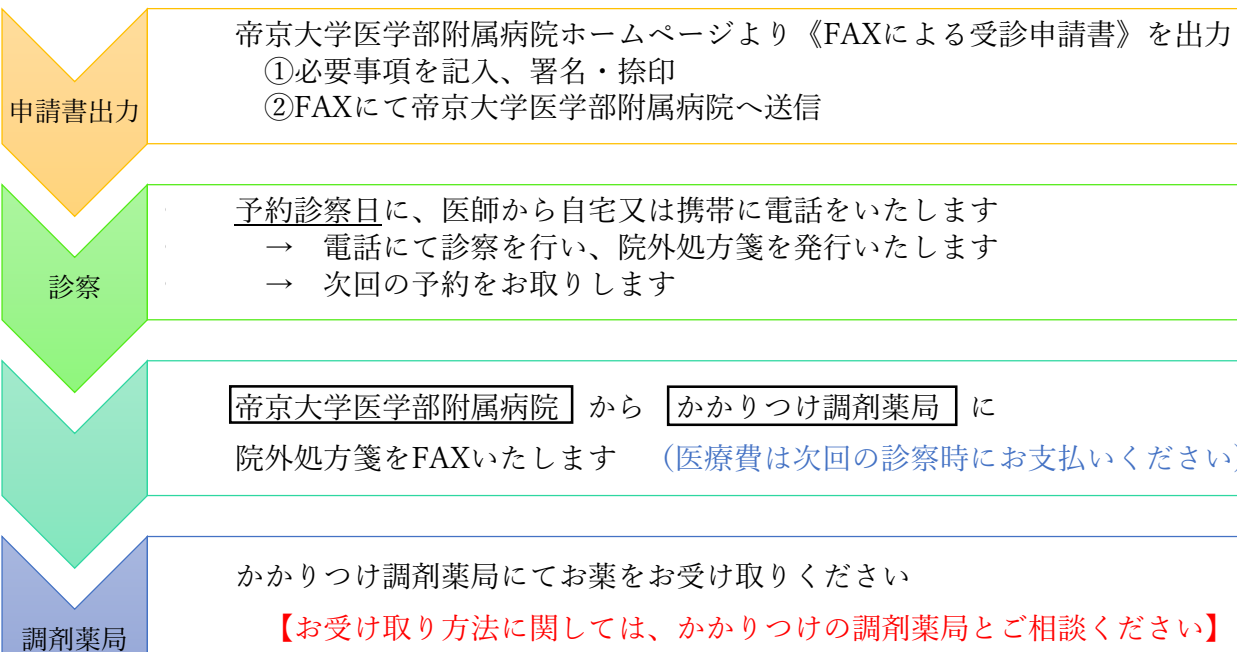 帝京大学医学部附属病院ホームページより《FAXによる受診申請書》を出力
①必要事項を記入、署名・捺印
②FAXにて帝京大学医学部附属病院へ送信
申請書出力
予約診察日に、医師から自宅又は携帯に電話をいたします
→ 電話にて診察を行い、院外処方箋を発行いたします
→ 次回の予約をお取りします
診察
帝京大学医学部附属病院 から かかりつけ調剤薬局 に
院外処方箋をFAXいたします (医療費は次回の診察時にお支払いください)
かかりつけ調剤薬局にてお薬をお受け取りください
【お受け取り方法に関しては、かかりつけの調剤薬局とご相談ください】
調剤薬局